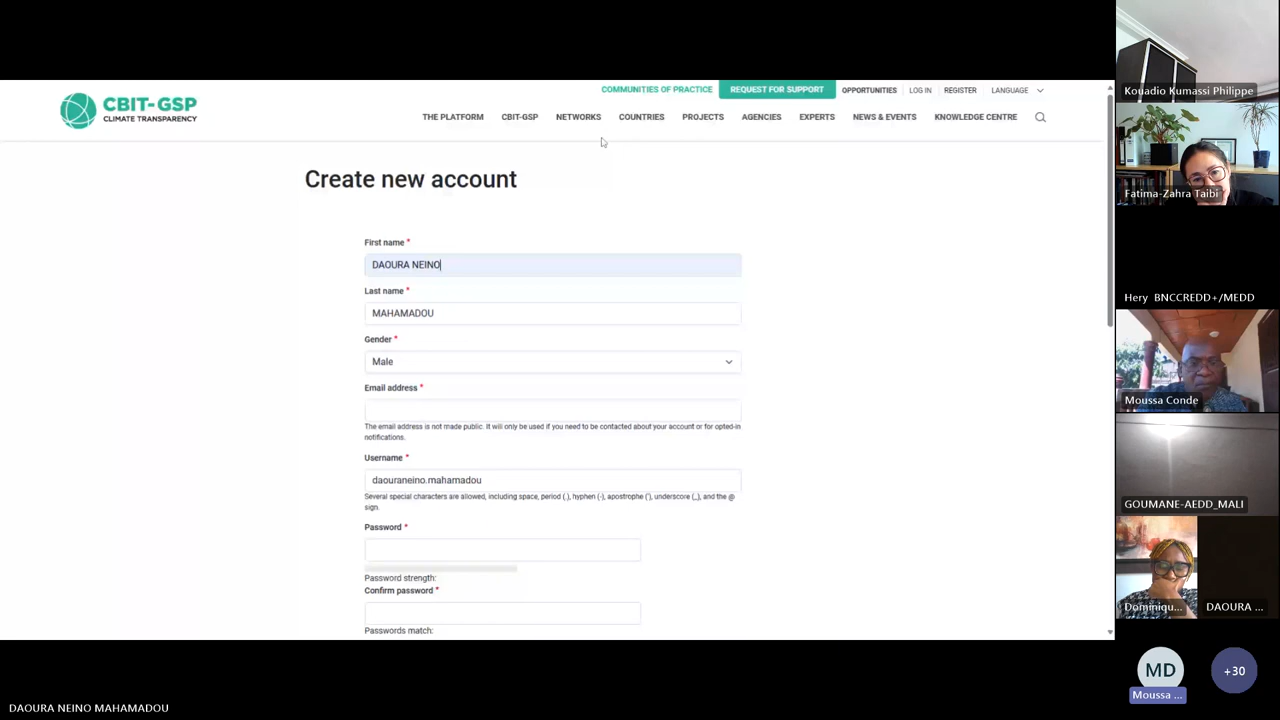 CBIT-GSP
CLIMATE TRANSPARENCY
COMMUNITIES OF PRACTICE
REQUEST FOR SUPPORT
OPPORTUNITIES
LOG IN
REGISTER
LANGUAGE
THE PLATFORM
CBIT-GSP
NETWORKS
COUNTRIES
PROJECTS
AGENCIES
EXPERTS
NEWS & EVENTS
KNOWLEDGE CENTRE
Create new account
First name *
DAOURA NEINO
Last name *
MAHAMADOU
Gender *
Male
Email address *
The email address is not made public. It will only be used if you need to be contacted about your account or for opted-in
notifications.
Username *
daouraneino.mahamadou
Several special characters are allowed, including space, period (.), hyphen (-), apostrophe ('), underscore (_), and the @
sign.
Password *
Password strength:
Confirm password *
Passwords match:
Kouadio Kumassi Philippe
Fatima-Zahra Taibi
Hery BNCCREDD+/MEDD
Moussa Conde
GOUMANE-AEDD_MALI
Dominiqu...
DAOURA ...
MD
Moussa ...
+30
DAOURA NEINO MAHAMADOU